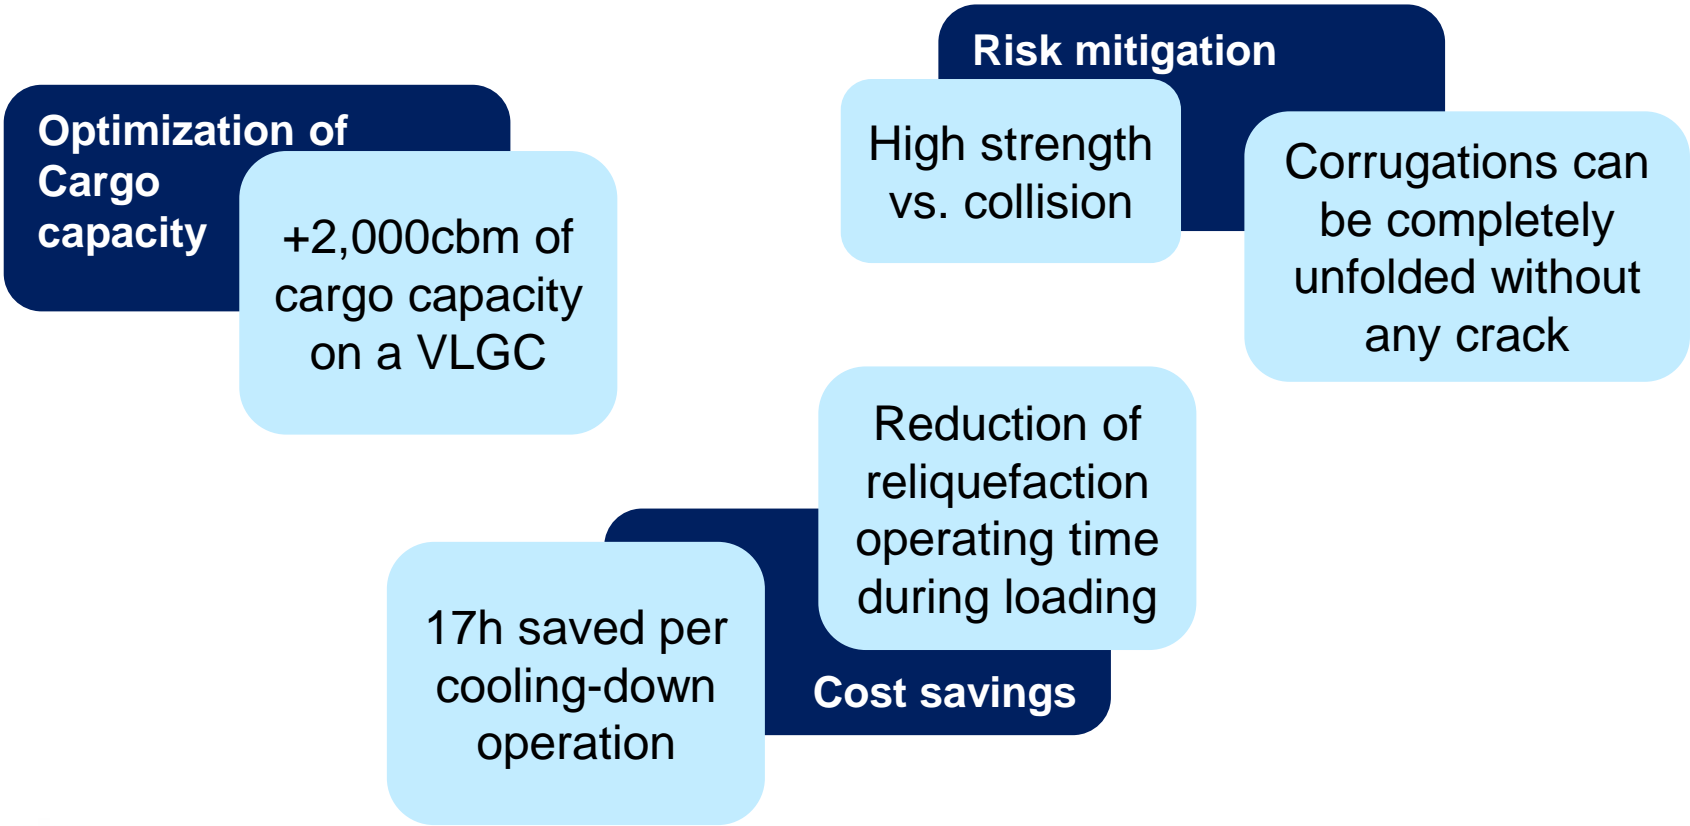 Optimization of
Cargo
capacity
+2,000cbm of
cargo capacity
on a VLGC
Risk mitigation
High strength
vs. collision
Corrugations can
be completely
unfolded without
any crack
Reduction of
reliquefaction
operating time
during loading
17h saved per
cooling-down
operation
Cost savings